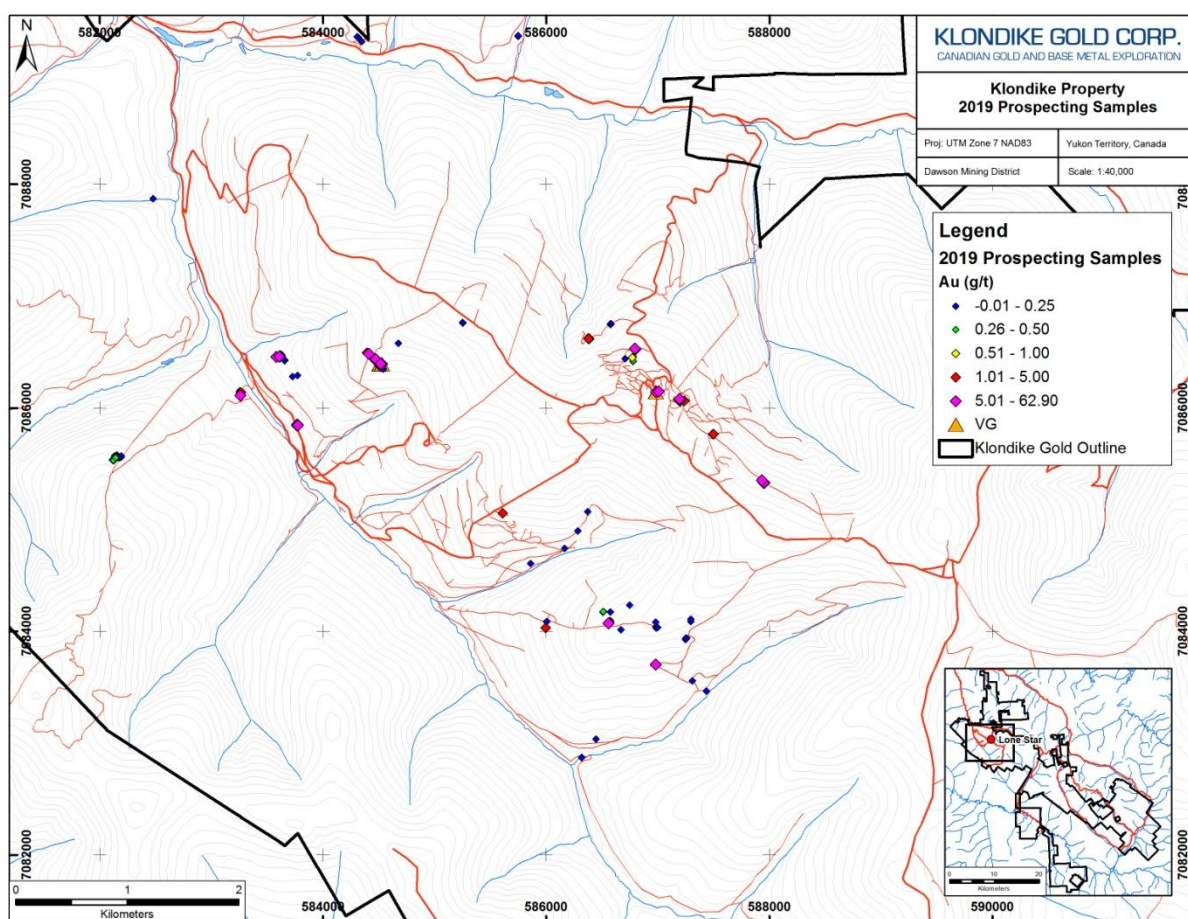 N
582000
584000
586000
588000
KLONDIKE GOLD CORP.
CANADIAN GOLD AND BASE METAL EXPLORATION
Klondike Property
2019 Prospecting Samples
Proj: UTM Zone 7 NAD83
Yukon Territory, Canada
Dawson Mining District
Scale: 1:40,000
7088000
708
Legend
2019 Prospecting Samples
Au (g/t)
-0.01 - 0.25
0.26 - 0.50
0.51 - 1.00
1.01 - 5.00
5.01 - 62.90
VG
Klondike Gold Outline
7086000
7086000
7084000
7084000
Lone Star
0 10 20
Kilometers
7082000
7082000
0 1 2
Kilometers
584000
586000
588000
590000